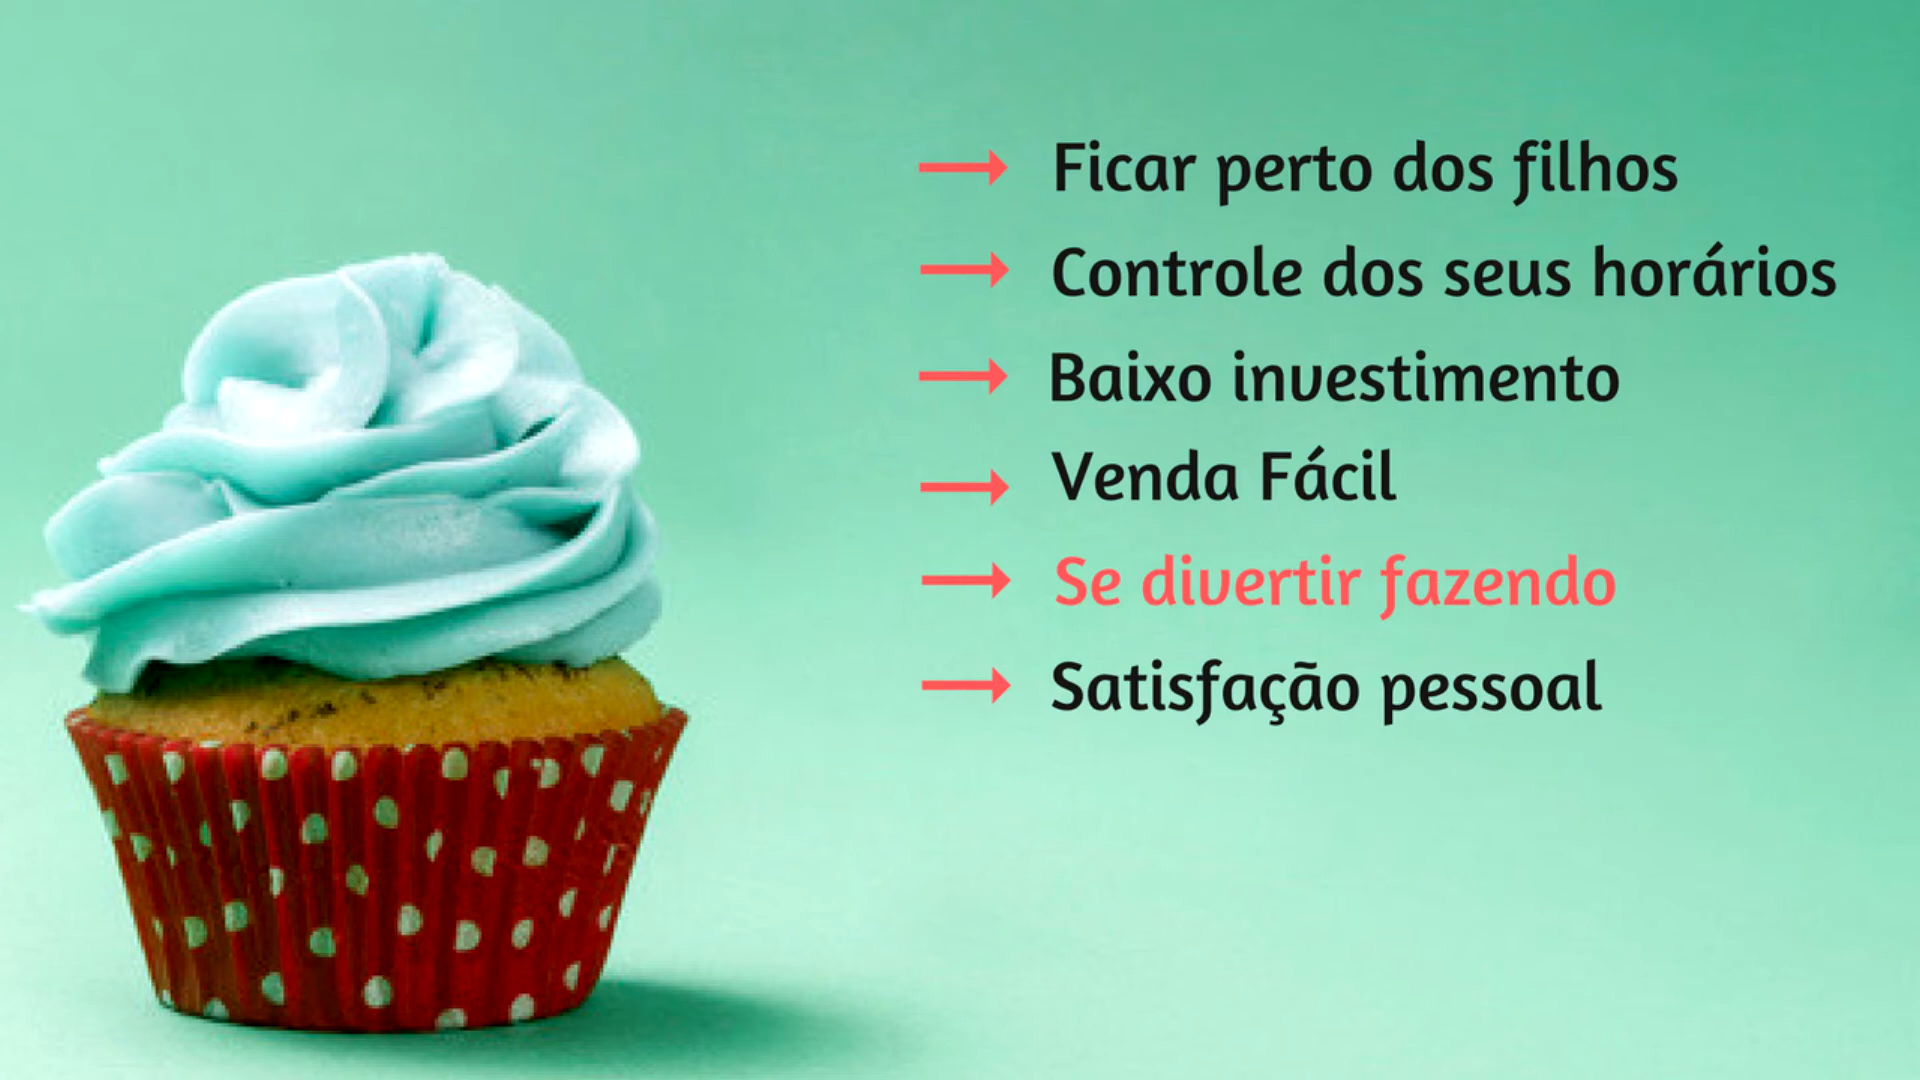 Ficar perto dos filhos
Controle dos seus horários
Baixo investimento
Venda Fácil
Se divertir fazendo
Satisfação pessoal